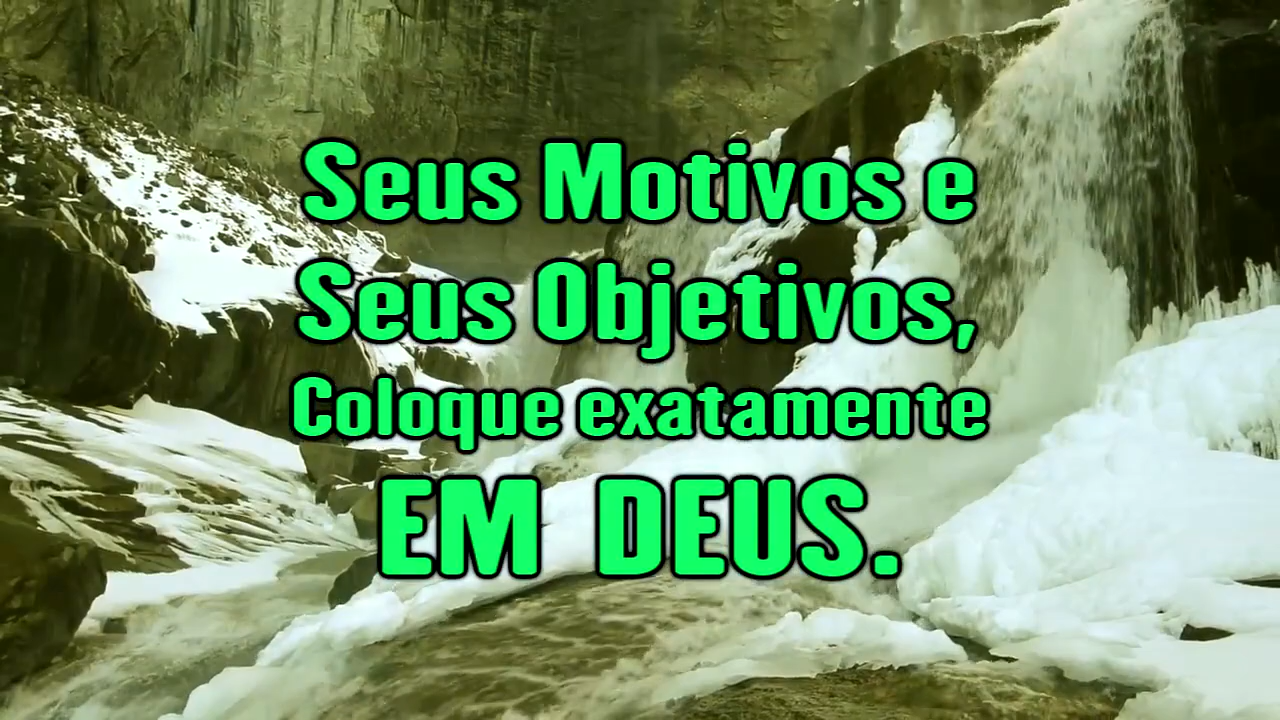 Seus Motivos e
Seus Objetivos,
Coloque exatamente
EM DEUS.